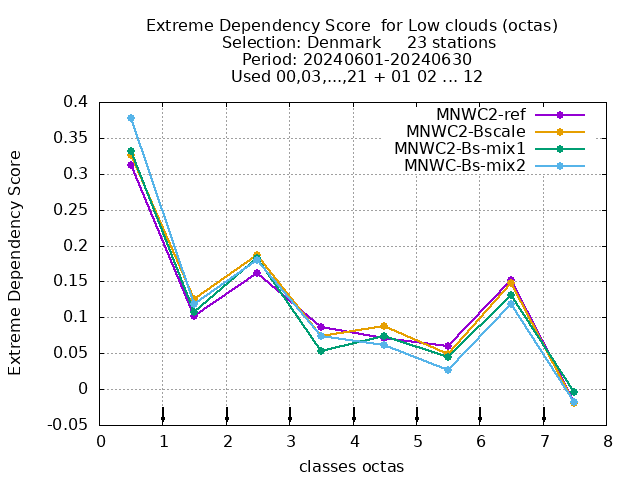 Extreme Dependency Score  for Low clouds (octas)
Selection: Denmark     23 stations
Period: 20240601-20240630
Used 00,03,...,21 + 01 02 ... 12
MNWC2-ref
MNWC2-Bscale
MNWC2-Bs-mix1
MNWC-Bs-mix2
Extreme Dependency Score
0.4
0.35
0.3
0.25
0.2
0.15
0.1
0.05
0
-0.05
0 1 2 3 4 5 6 7 8
classes octas